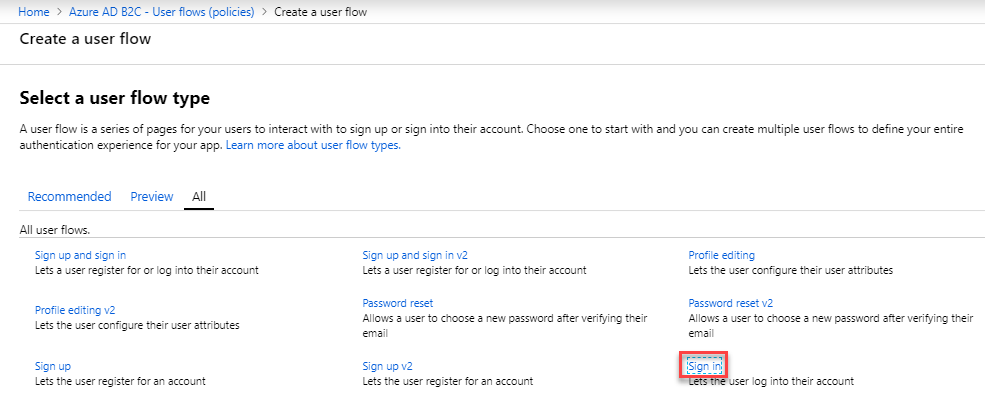 Home > Azure AD B2C - User flows (policies) > Create a user flow
Create a user flow
Select a user flow type
A user flow is a series of pages for your users to interact with to sign up or sign into their account. Choose one to start with and you can create multiple user flows to define your entire
authentication experience for your app. Learn more about user flow types.
Recommended Preview All
All user flows.
Sign up and sign in
Lets a user register for or log into their account
Sign up and sign in v2
Lets a user register for or log into their account
Profile editing
Lets the user configure their user attributes
Profile editing v2
Lets the user configure their user attributes
Password reset
Allows a user to choose a new password after verifying their
email
Password reset v2
Allows a user to choose a new password after verifying their
email
Sign up
Lets the user register for an account
Sign up v2
Lets the user register for an account
Sign in
Lets the user log into their account